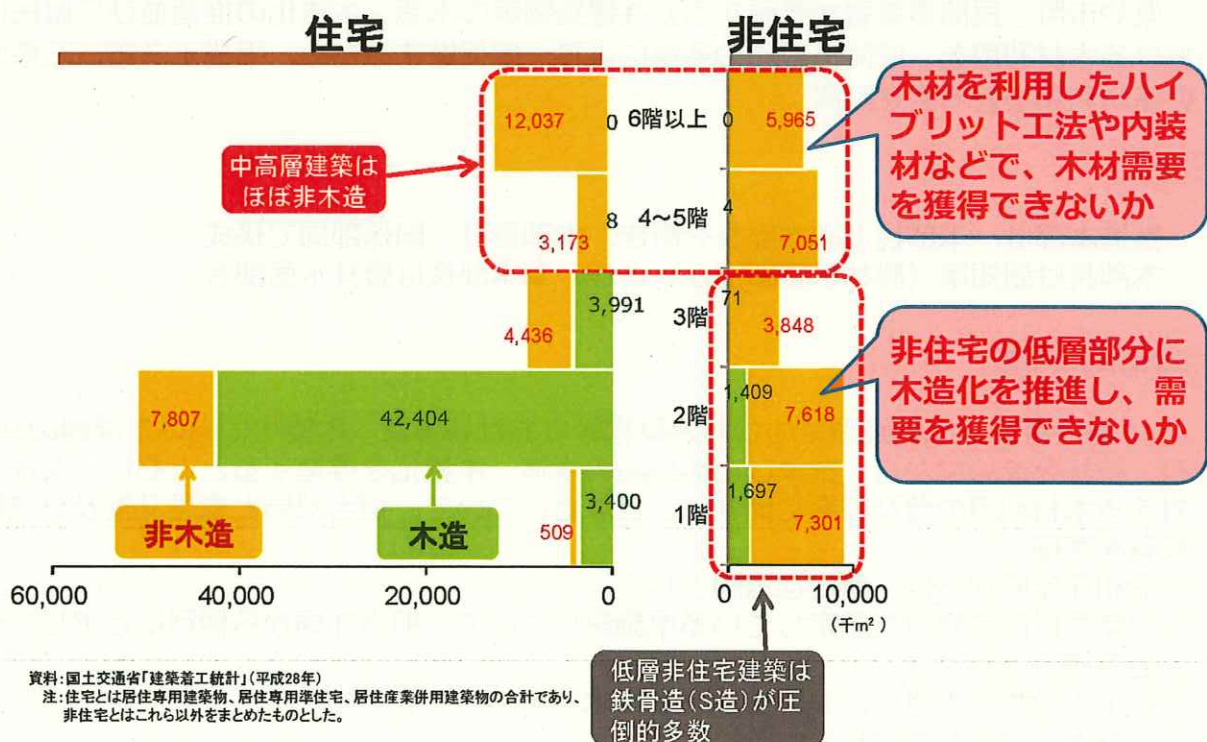 住宅
非住宅
12,037
0
6階以上
0
5,965
木材を利用したハイ
ブリット工法や内装
材などで、木材需要
を獲得できないか
中高層建築は
ほぼ非木造
3,173
8
4～5階
4
7,051
4,436
3,991
3階
71
3,848
非住宅の低層部分に
木造化を推進し、需
要を獲得できないか
7,807
42,404
2階
1,409
7,618
509
3,400
1階
1,697
7,301
非木造
木造
60,000
40,000
20,000
0
0
10,000
(千m²)
低層非住宅建築は
鉄骨造(S造)が圧
倒的多数
資料:国土交通省「建築着工統計」(平成28年)
注:住宅とは居住専用建築物、居住専用準住宅、居住産業併用建築物の合計であり、
非住宅とはこれら以外をまとめたものとした。